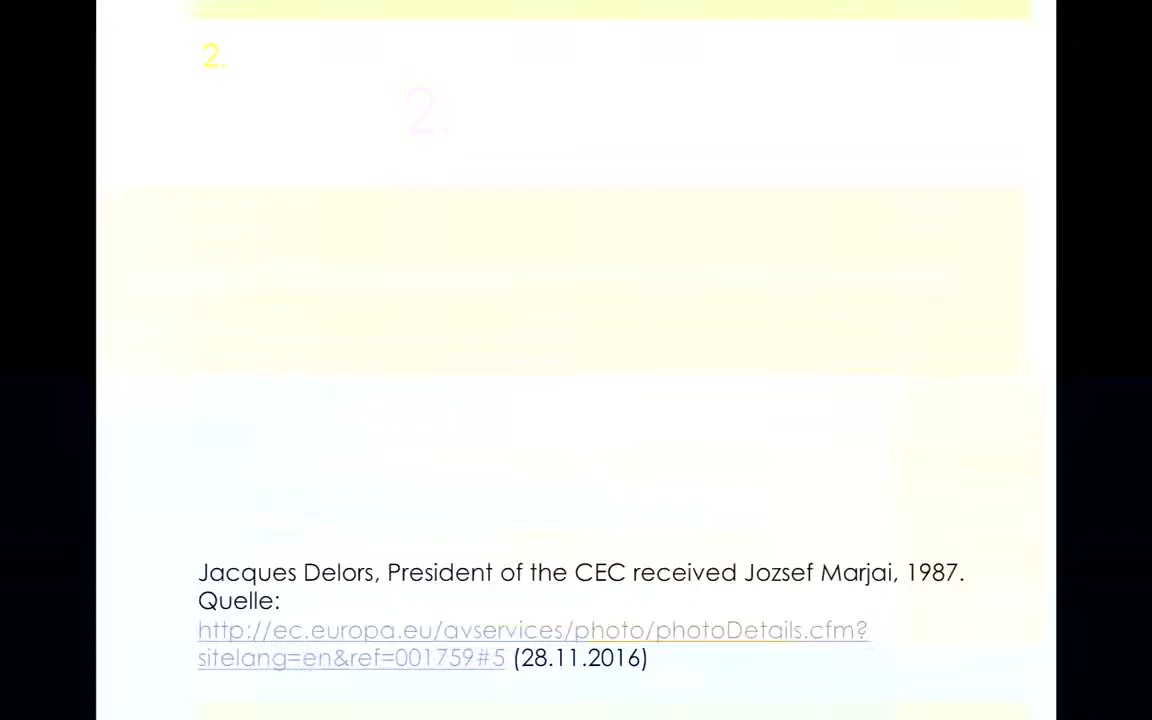 2.
2.
Jacques Delors, President of the CEC received Jozsef Marjai, 1987.
Quelle:
http://ec.europa.eu/avservices/photo/photoDetails.cfm?
sitelang=en&ref=001759#5 (28.11.2016)